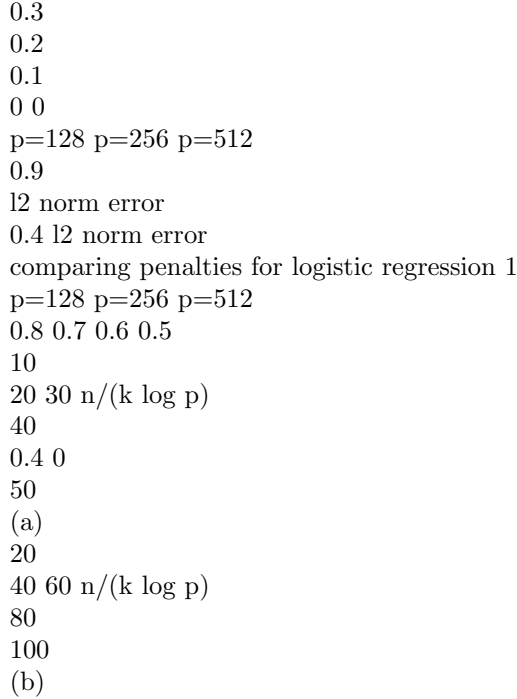 0.3
0.2
0.1
0 0
p=128 p=256 p=512
0.9
l2 norm error
0.4 l2 norm error
comparing penalties for logistic regression 1
p=128 p=256 p=512
0.8 0.7 0.6 0.5
10
20 30 n/(k log p)
40
0.4 0
50
(a)
20
40 60 n/(k log p)
80
100
(b)